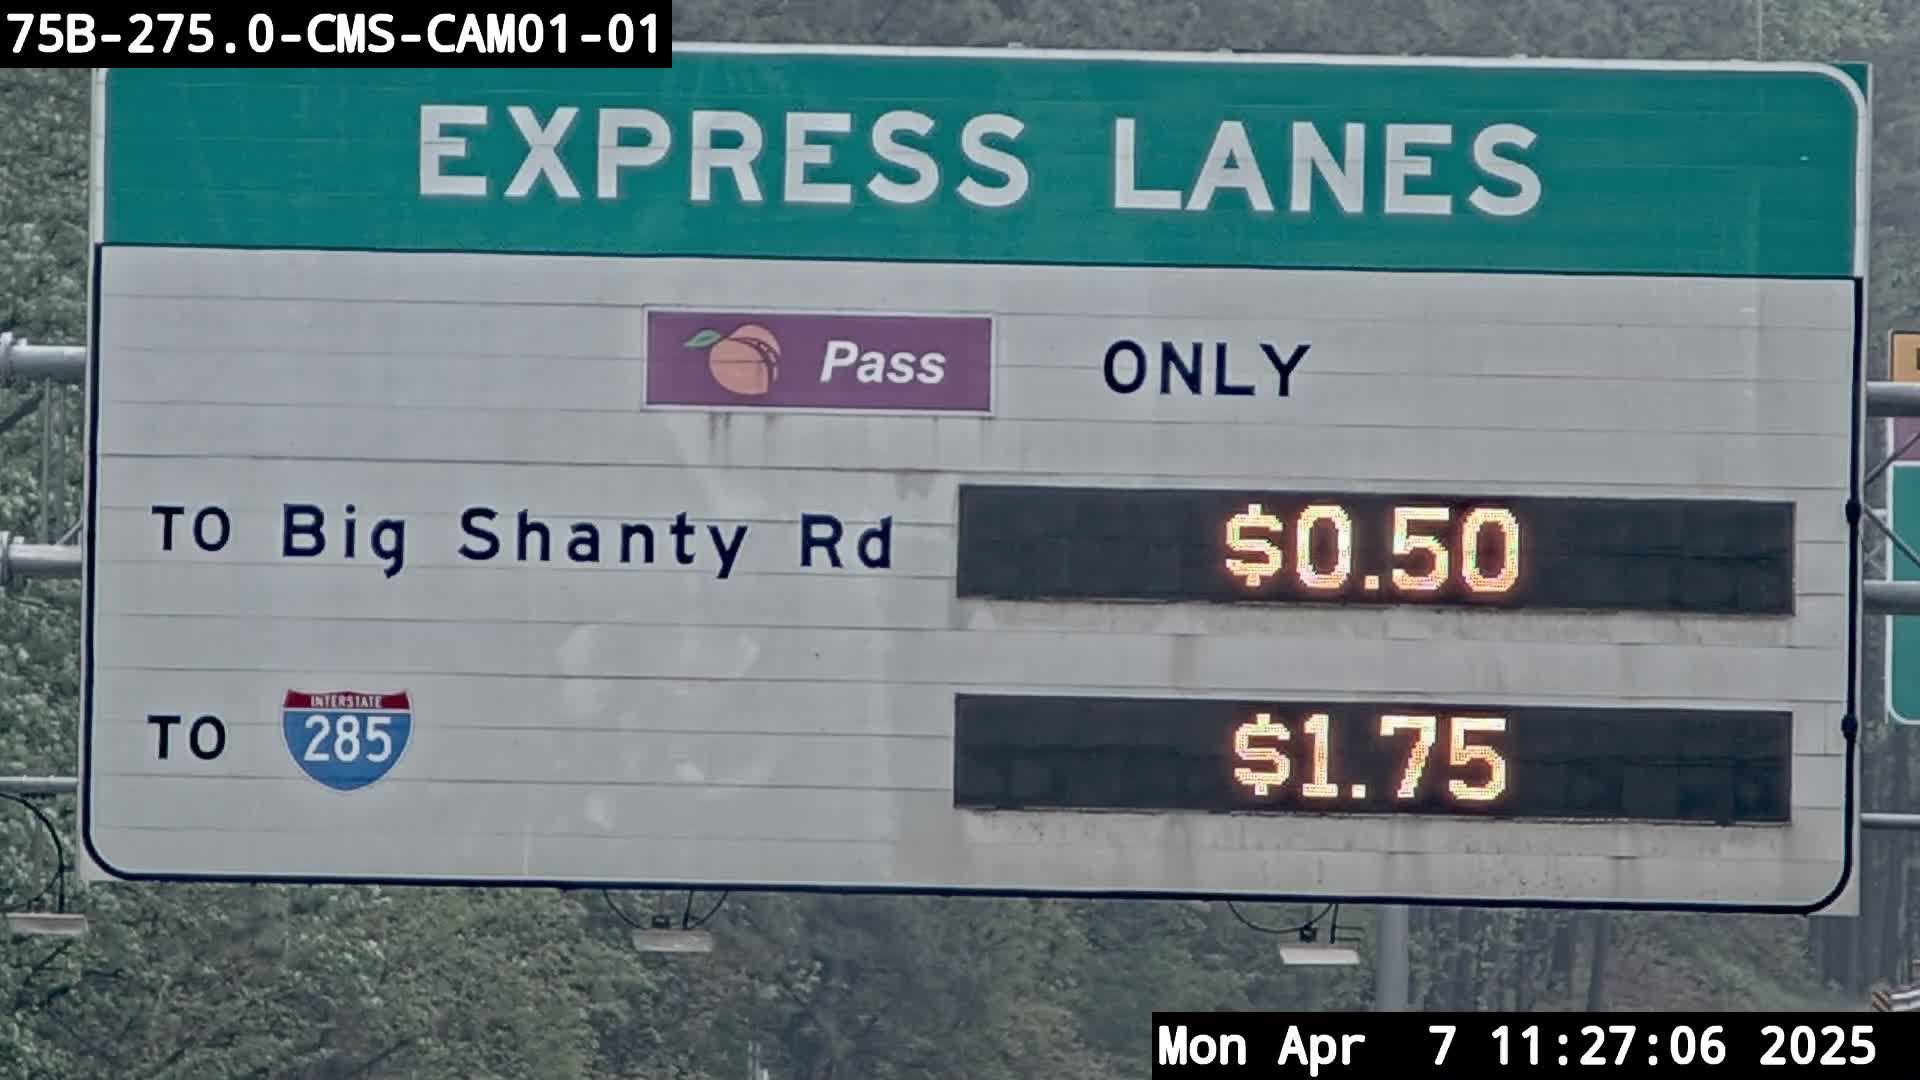 75B-275.0-CMS-CAM01-01
EXPRESS LANES
Pass ONLY
TO Big Shanty Rd $0.50
TO INTERSTATE 285 $1.75
Mon Apr 7 11:27:06 2025